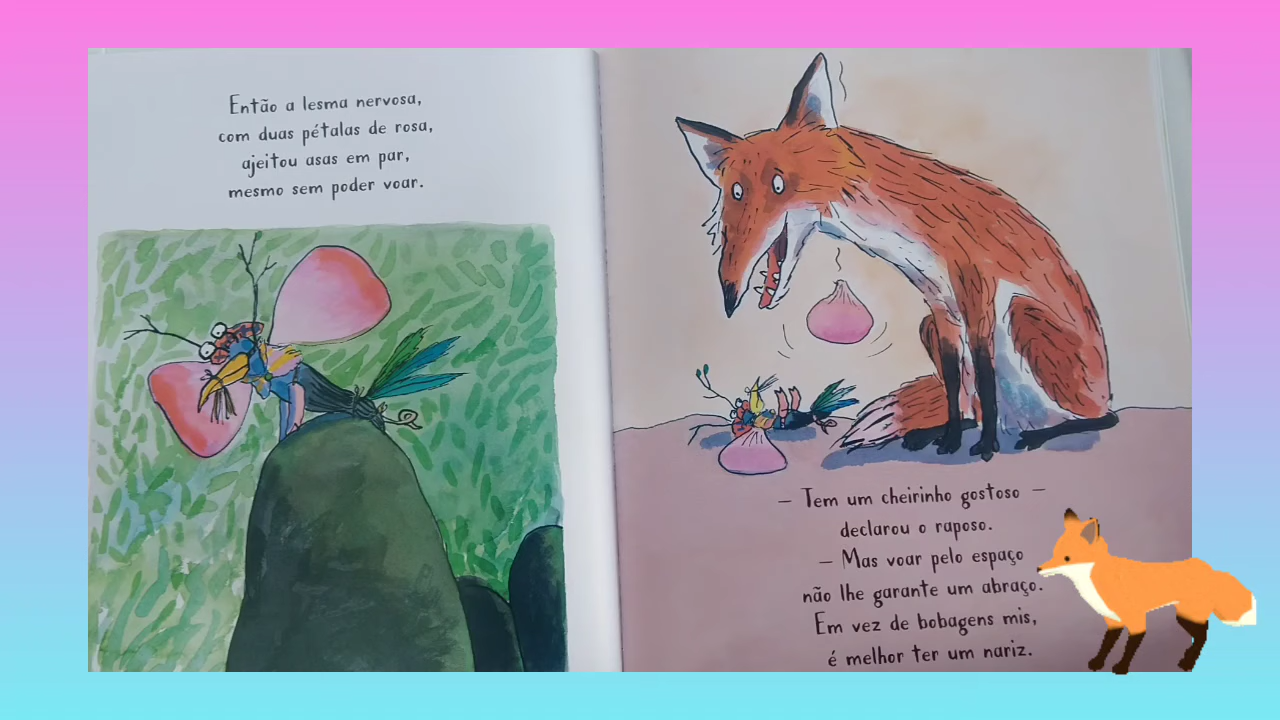 Então a lesma nervosa,
com duas pétalas de rosa,
ajeitou asas em par,
mesmo sem poder voar.
— Tem um cheirinho gostoso —
declarou o raposo.
— Mas voar pelo espaço
não lhe garante um abraço.
Em vez de bobagens mis,
é melhor ter um nariz.